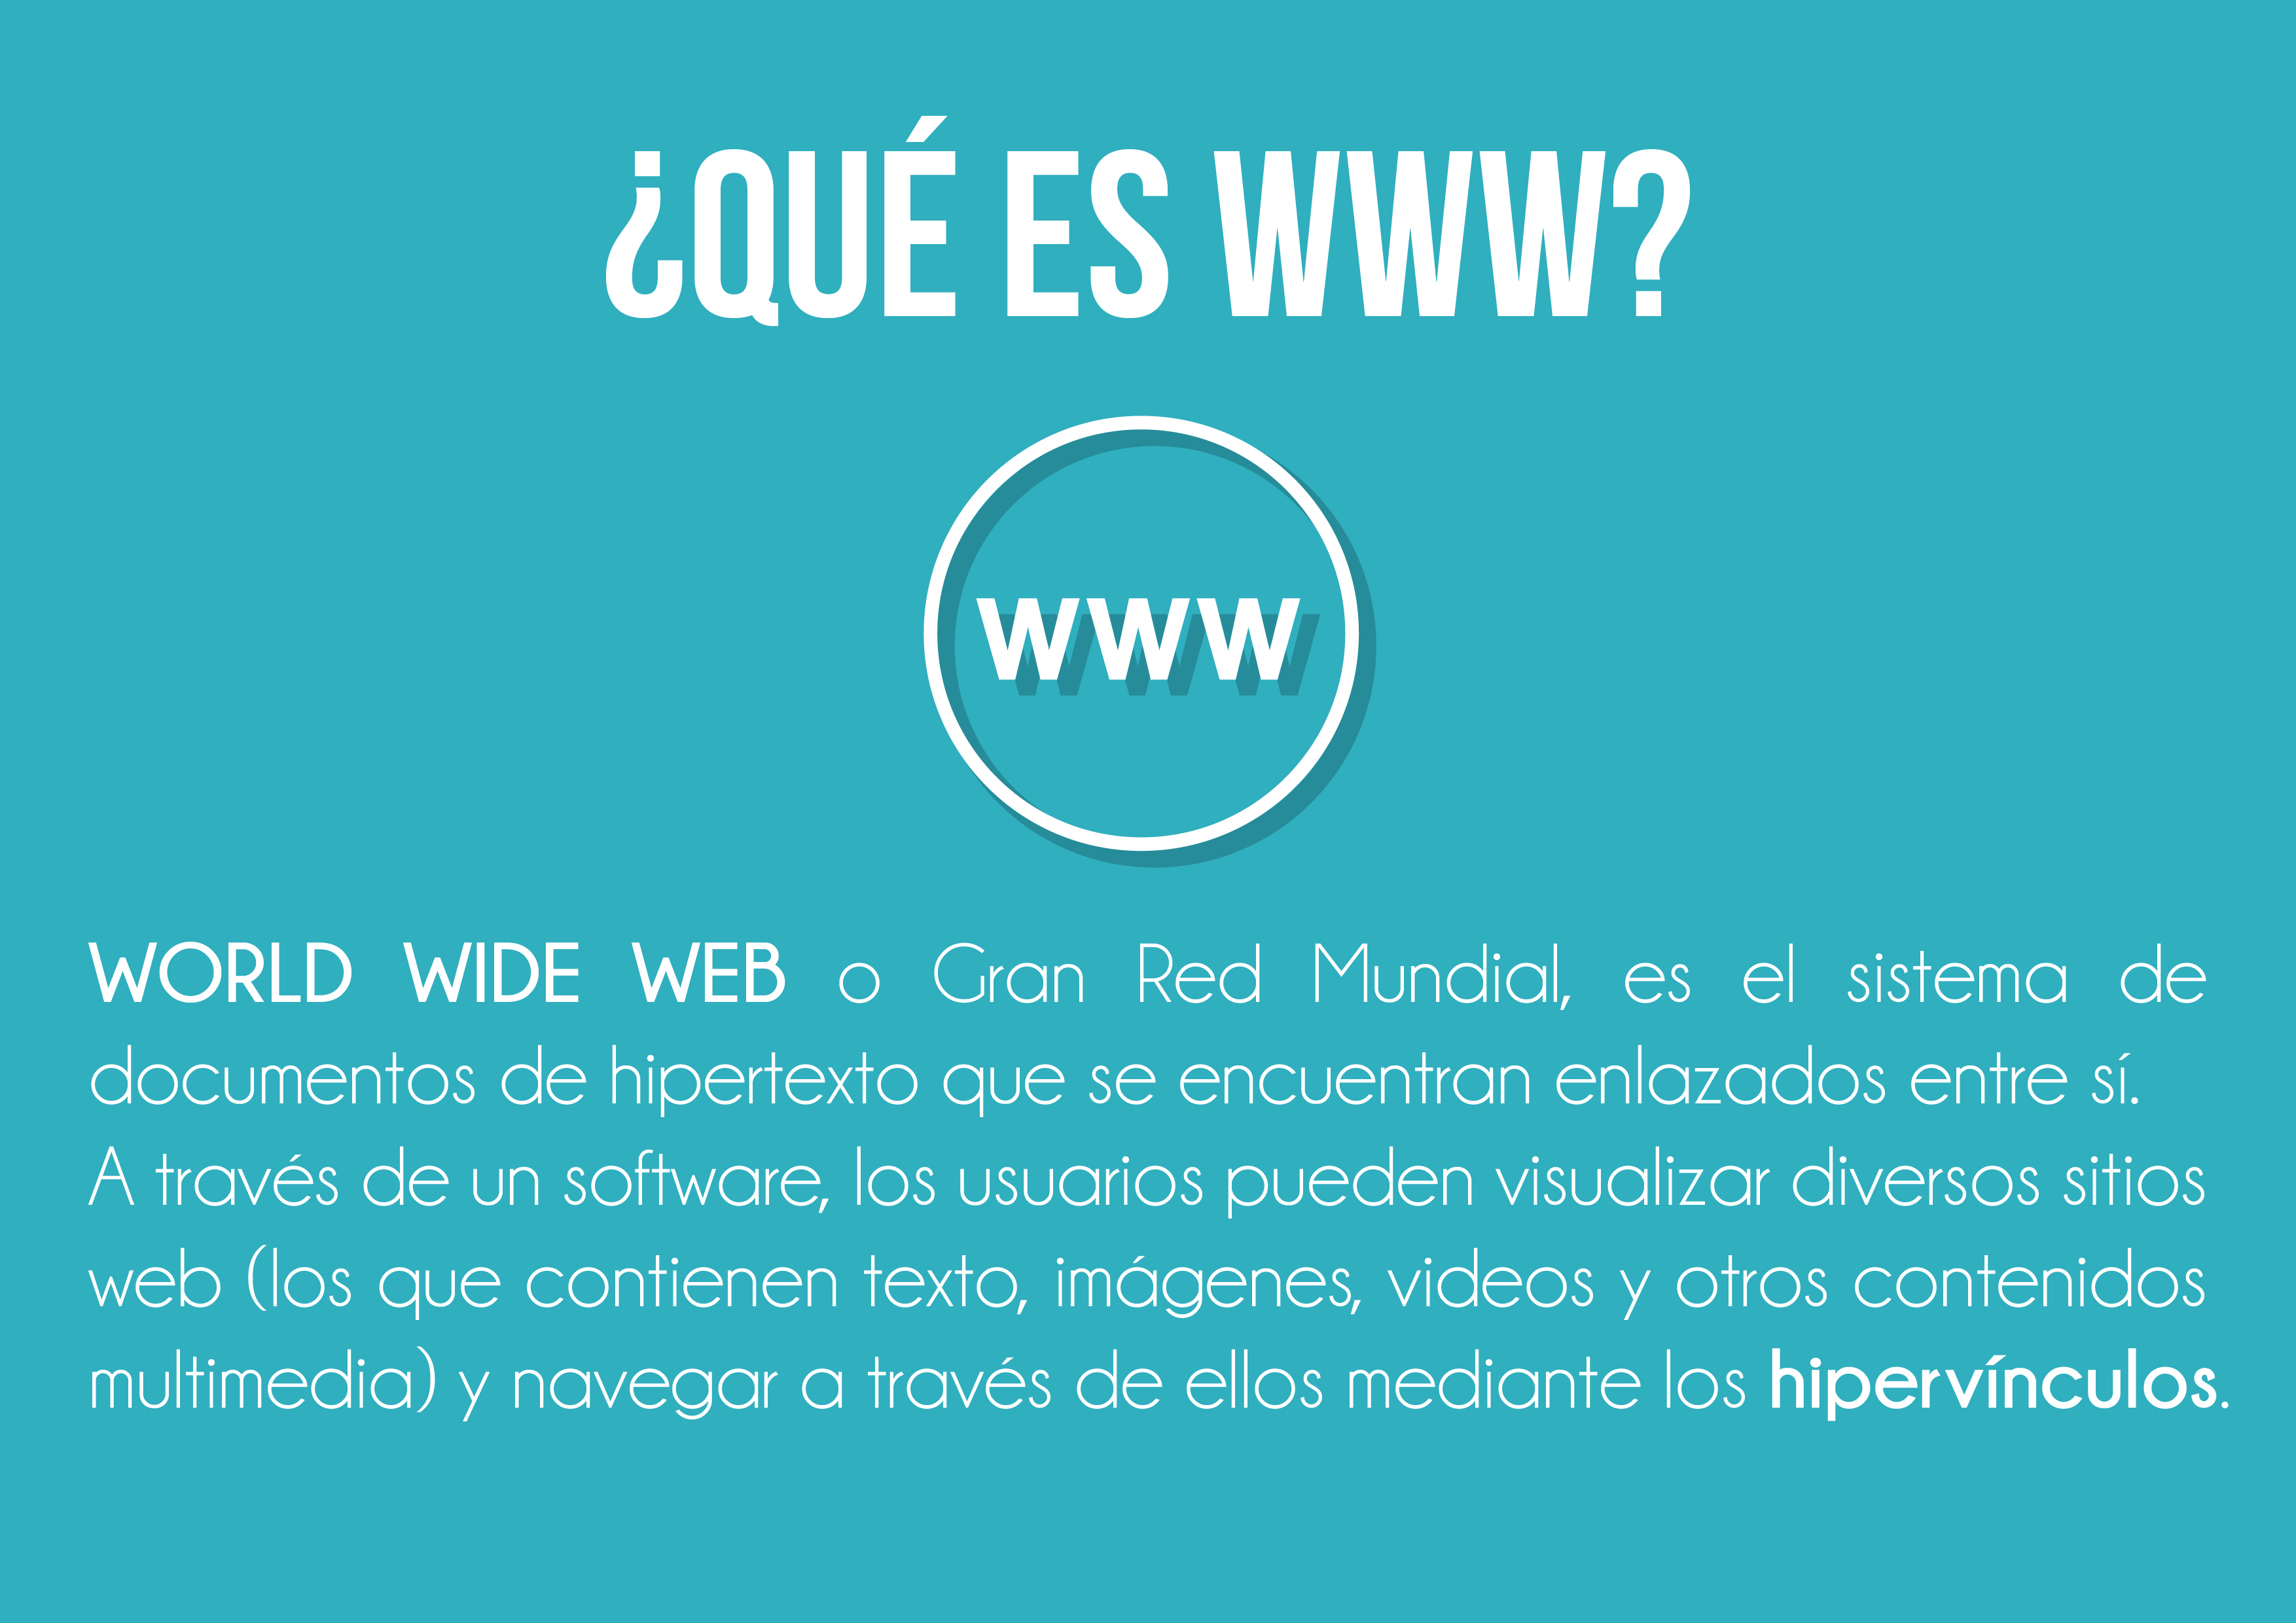 ¿QUÉ ES WWW?
WWW
WORLD WIDE WEB o Gran Red Mundial, es el sistema de
documentos de hipertexto que se encuentran enlazados entre sí.
A través de un software, los usuarios pueden visualizar diversos sitios
web (los que contienen texto, imágenes, videos y otros contenidos
multimedia) y navegar a través de ellos mediante los hipervínculos.